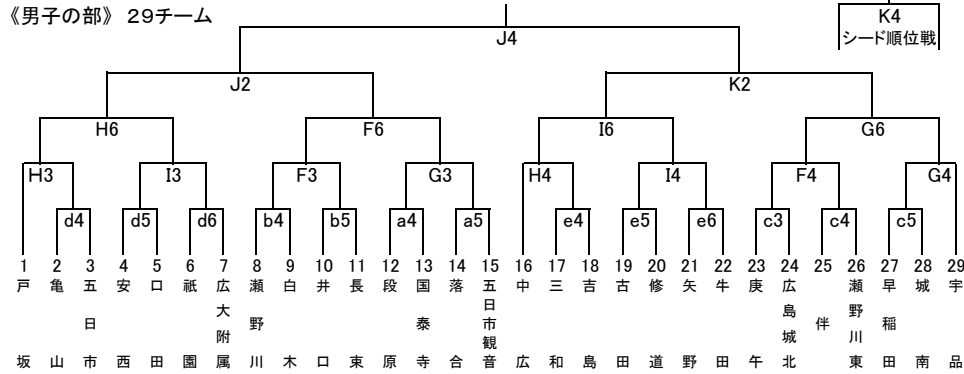 《男子の部》 29チーム
K4
シード順位戦
J4
J2 K2
H6 F6 I6 G6
H3 I3 F3 G3 H4 I4 F4 G4
d4 d5 d6 b4 b5 a4 a5 e4 e5 e6 c3 c4 c5
1 2 3 4 5 6 7 8 9 10 11 12 13 14 15 16 17 18 19 20 21 22 23 24 25 26 27 28 29
戸坂
亀山
五日市
安西
口田
祇園
広大附属
瀬野川
白木
井口
長束
段原
国泰寺
落合
五日市観音
中広
三和
吉島
古田
修道
矢野
牛田
庚午
広島城北
伴
瀬野川東
早稲田
城南
宇品